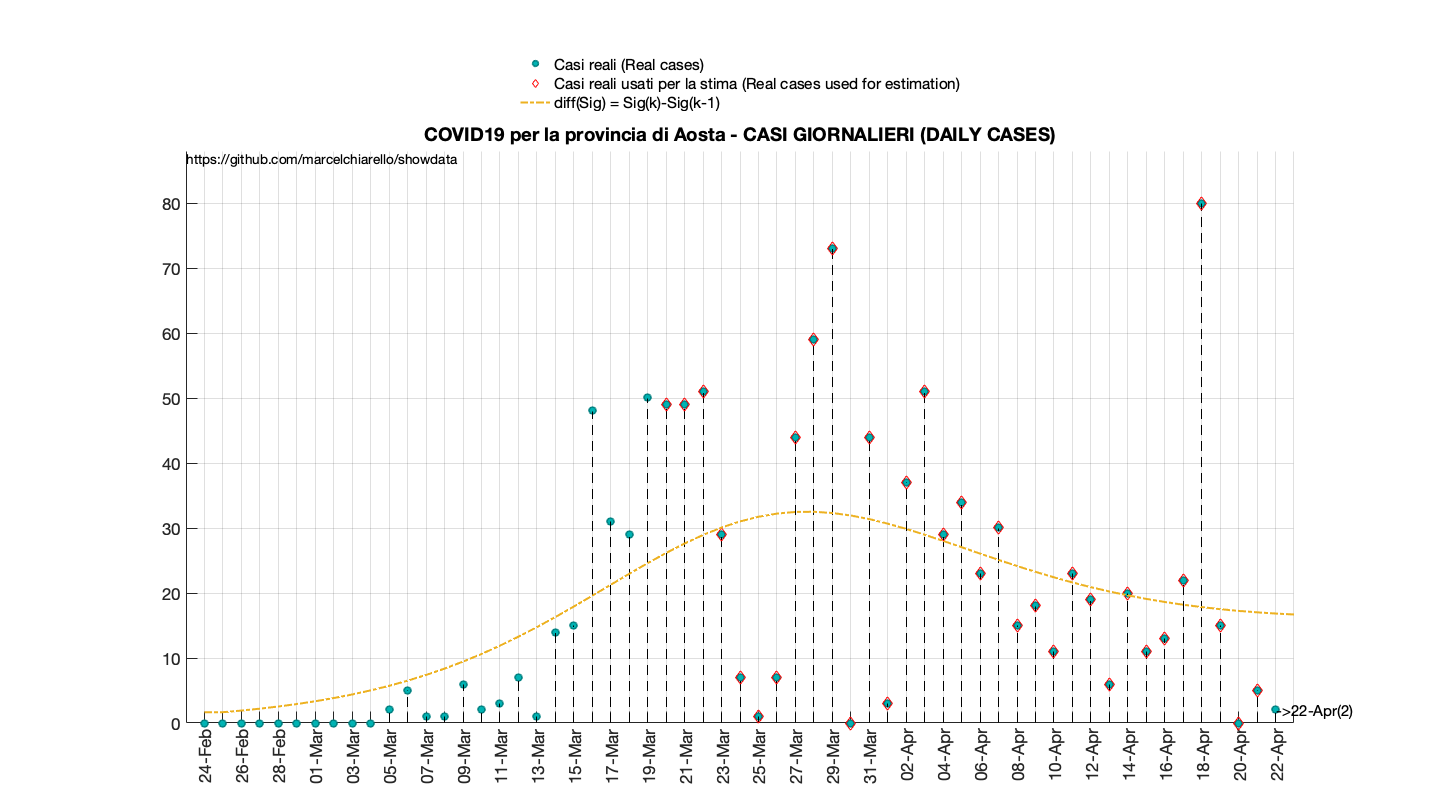 Casi reali (Real cases)
Casi reali usati per la stima (Real cases used for estimation)
diff(Sig) = Sig(k)-Sig(k-1)
COVID19 per la provincia di Aosta - CASI GIORNALIERI (DAILY CASES)
https://github.com/marcelchiarello/showdata
80
70
60
50
40
30
20
10
0
->22-Apr(2)
24-Feb
26-Feb
28-Feb
01-Mar
03-Mar
05-Mar
07-Mar
09-Mar
11-Mar
13-Mar
15-Mar
17-Mar
19-Mar
21-Mar
23-Mar
25-Mar
27-Mar
29-Mar
31-Mar
02-Apr
04-Apr
06-Apr
08-Apr
10-Apr
12-Apr
14-Apr
16-Apr
18-Apr
20-Apr
22-Apr